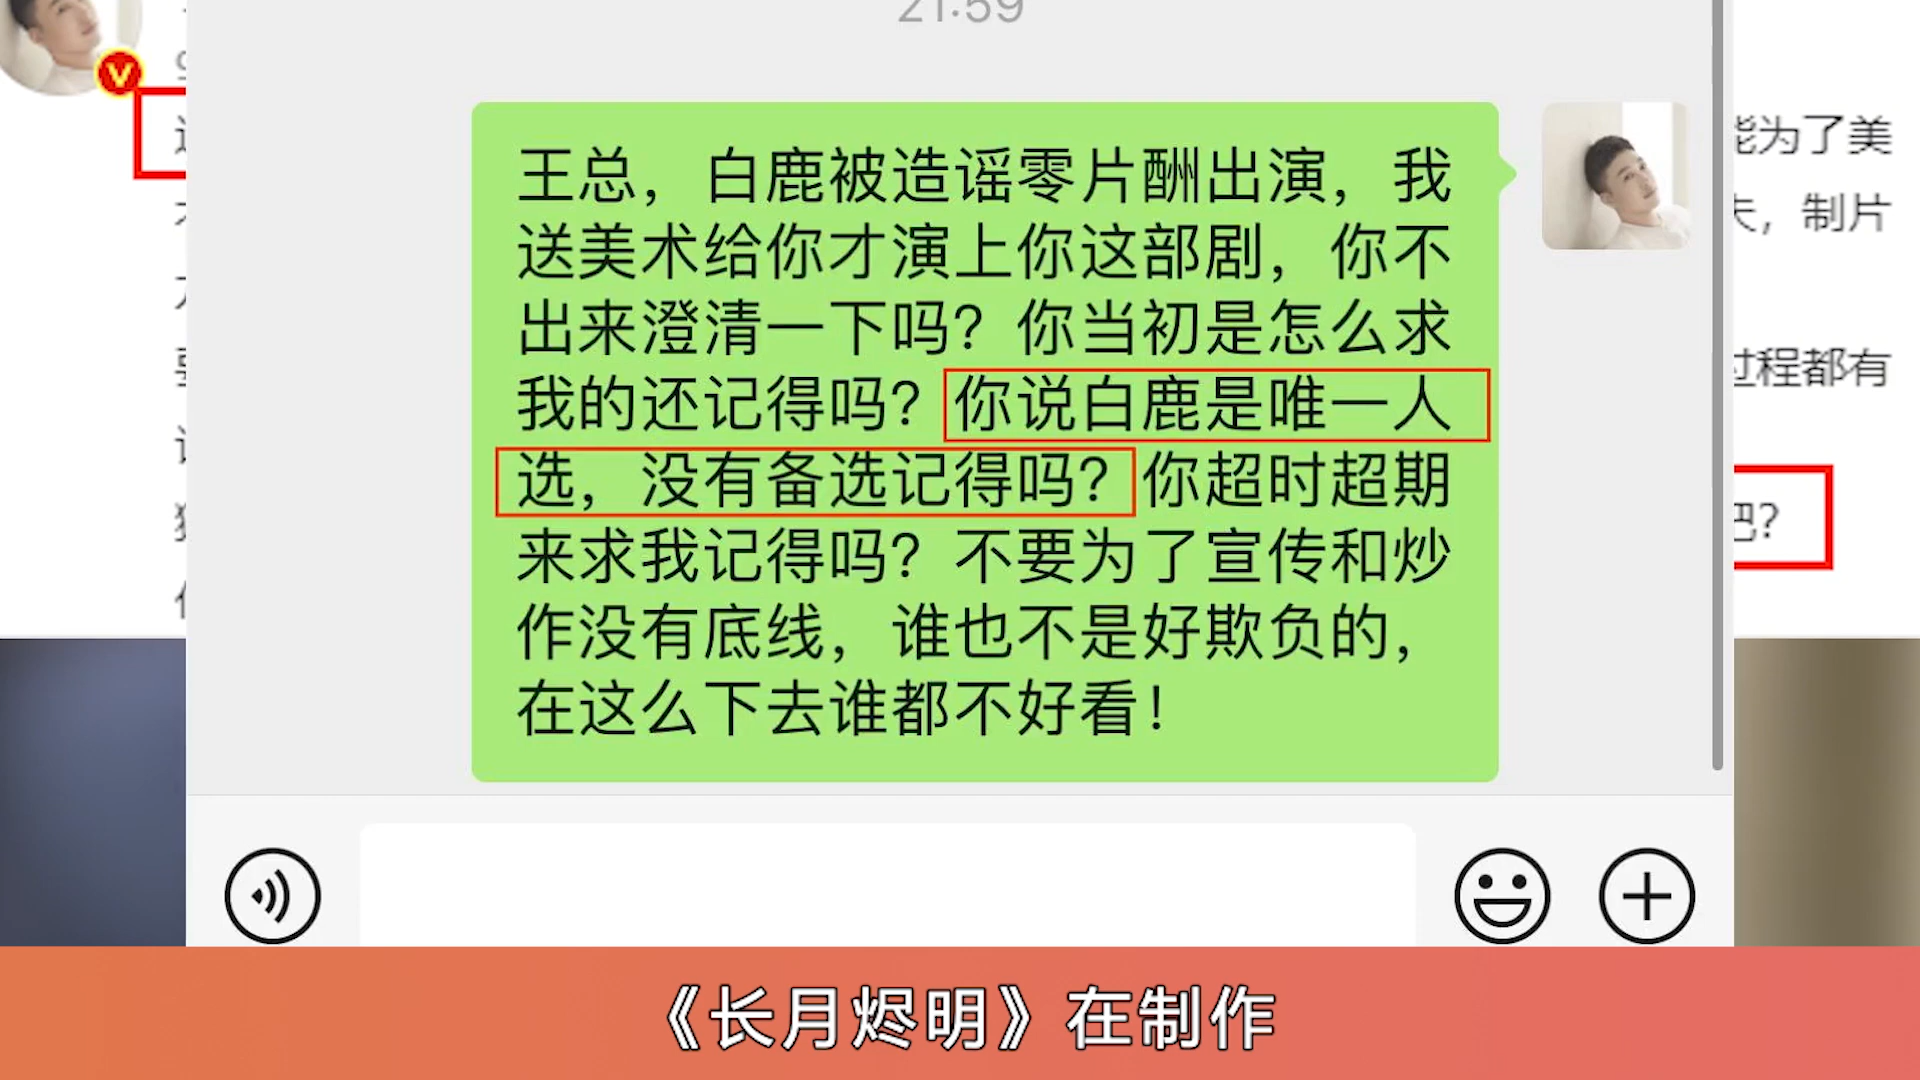 21:59
王总，白鹿被造谣零片酬出演，我
送美术给你才演上你这部剧，你不
出来澄清一下吗？你当初是怎么求
我的还记得吗？你说白鹿是唯一人
选，没有备选记得吗？你超时超期
来求我记得吗？不要为了宣传和炒
作没有底线，谁也不是好欺负的，
在这么下去谁都不好看！
V
能为了美
夫，制片
过程都有
吧？
《长月烬明》在制作